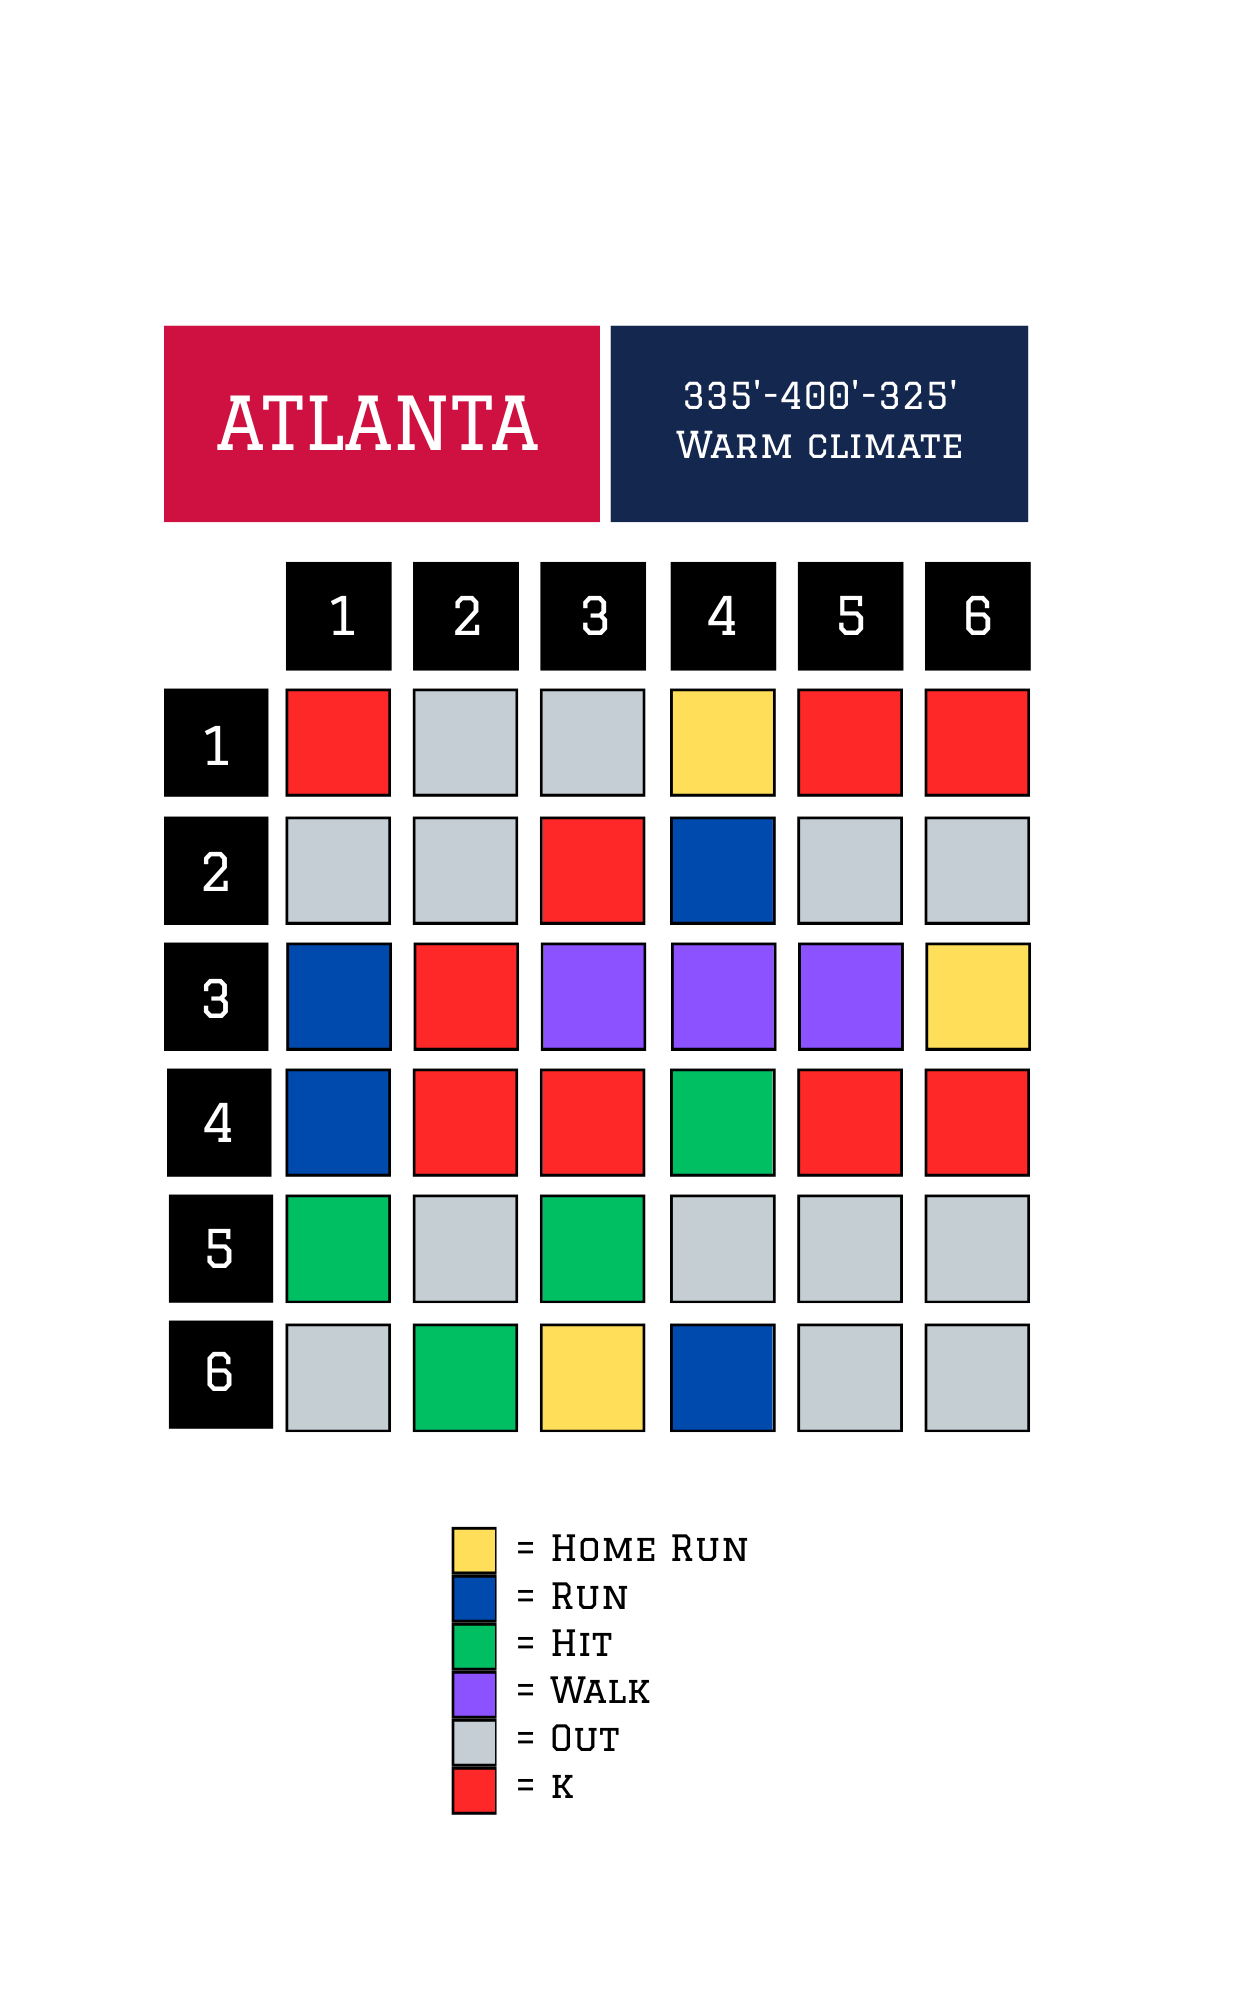 ATLANTA
335'-400'-325'
Warm climate
1 2 3 4 5 6
1
2
3
4
5
6
= Home Run
= Run
= Hit
= Walk
= Out
= K